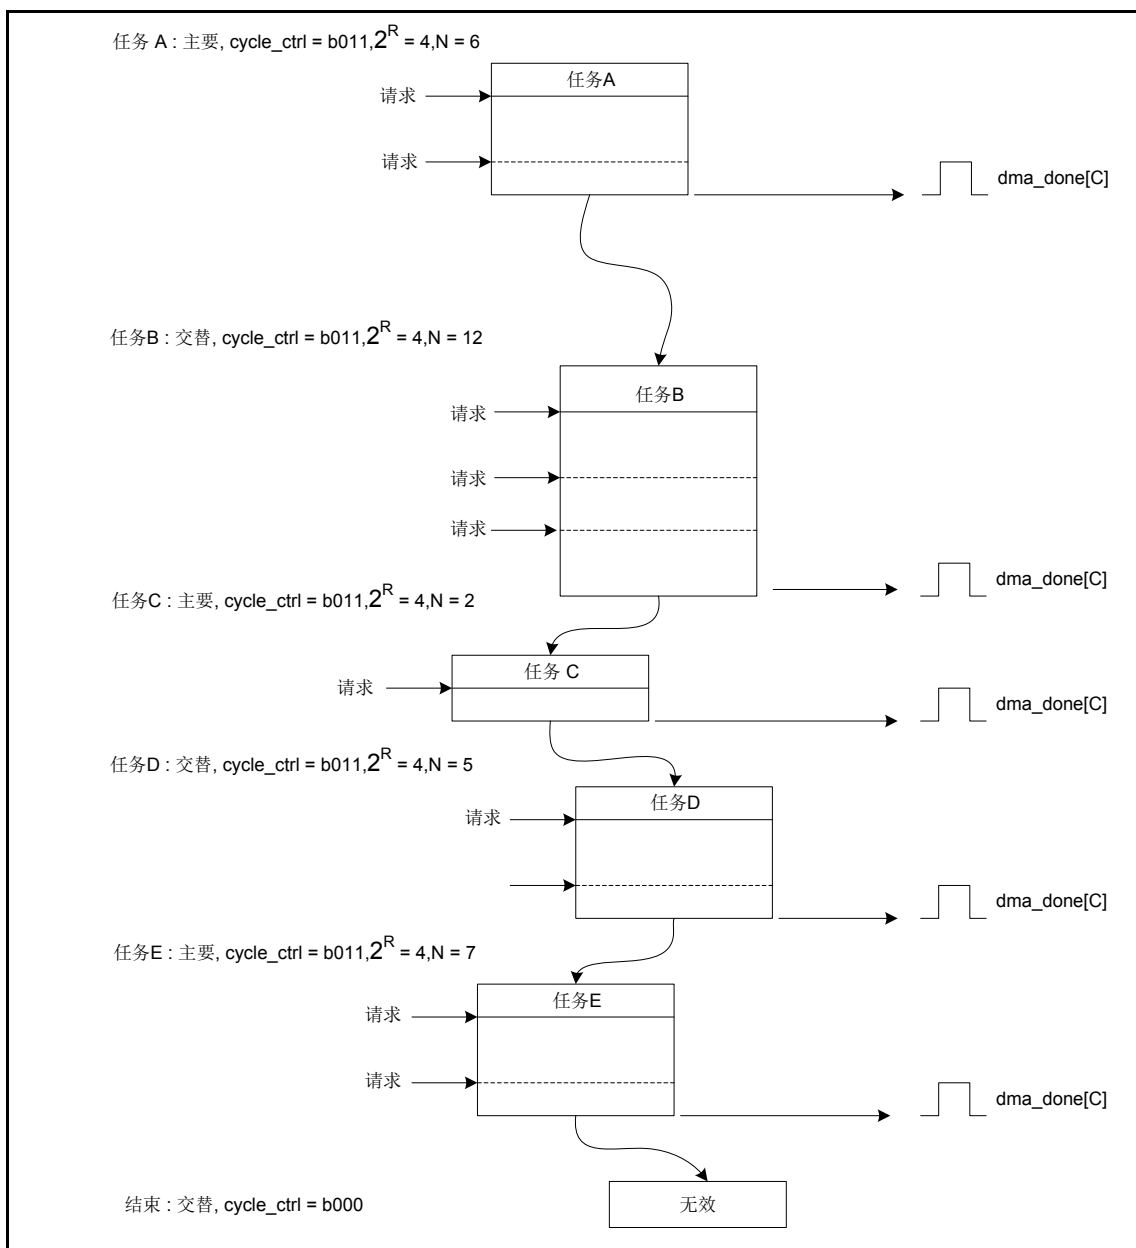 任务 A : 主要, cycle_ctrl = b011,2^R = 4,N = 6
任务A
请求
请求
dma_done[C]
任务B : 交替, cycle_ctrl = b011,2^R = 4,N = 12
任务B
请求
请求
请求
dma_done[C]
任务C : 主要, cycle_ctrl = b011,2^R = 4,N = 2
任务 C
请求
dma_done[C]
任务D : 交替, cycle_ctrl = b011,2^R = 4,N = 5
任务D
请求
dma_done[C]
任务E : 主要, cycle_ctrl = b011,2^R = 4,N = 7
任务E
请求
请求
dma_done[C]
结束 : 交替, cycle_ctrl = b000
无效